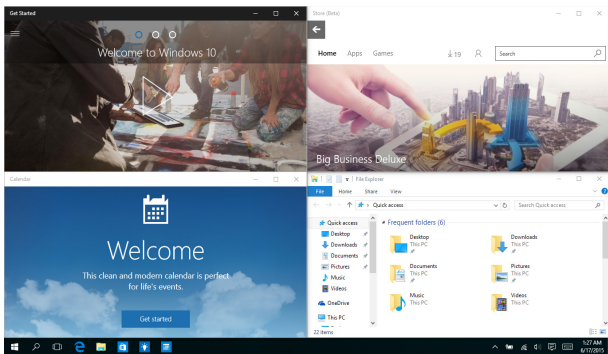 Get Started
Welcome to Windows 10
Store (Beta)
Home Apps Games 19 Search
Big Business Deluxe
Calendar
Welcome
This clean and modern calendar is perfect
for life's events.
Get started
File Explorer
File Home Share View
Quick access Search Quick access
Quick access
Desktop
Downloads
Documents
Pictures
Music
Videos
OneDrive
This PC
Frequent folders (6)
Desktop
This PC
Downloads
This PC
Documents
This PC
Pictures
This PC
Music
This PC
Videos
This PC
22 items
1:27 AM
6/17/2015